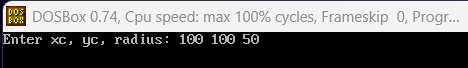 DOSBox 0.74, Cpu speed: max 100% cycles, Frameskip 0, Progr...
Enter xc, yc, radius: 100 100 50